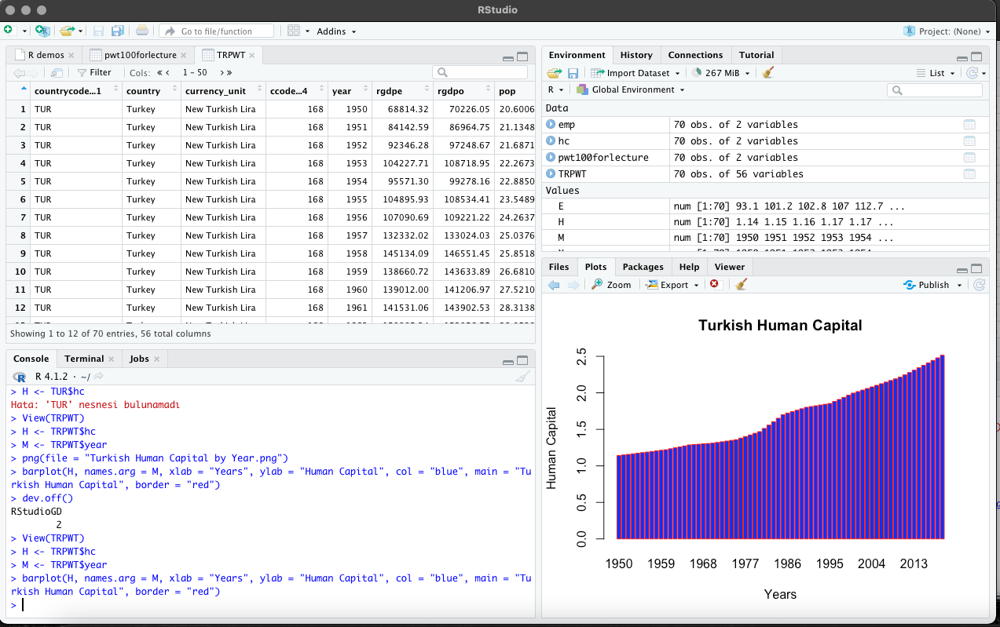 RStudio
Go to file/function
Addins
Project: (None)
R demos
pwt100forlecture
TRPWT
Filter
Cols:
1 - 50
countrycode...1 country currency_unit ccode...4 year rgdpe rgdpo pop
1 TUR Turkey New Turkish Lira 168 1950 68814.32 70226.05 20.6006
2 TUR Turkey New Turkish Lira 168 1951 84142.59 86964.75 21.1348
3 TUR Turkey New Turkish Lira 168 1952 92346.28 97248.67 21.6871
4 TUR Turkey New Turkish Lira 168 1953 104227.71 108718.95 22.2673
5 TUR Turkey New Turkish Lira 168 1954 95571.30 99278.16 22.8850
6 TUR Turkey New Turkish Lira 168 1955 104895.93 108534.41 23.5489
7 TUR Turkey New Turkish Lira 168 1956 107090.69 109221.22 24.2637
8 TUR Turkey New Turkish Lira 168 1957 132332.02 133024.03 25.0376
9 TUR Turkey New Turkish Lira 168 1958 145134.09 146551.45 25.8518
10 TUR Turkey New Turkish Lira 168 1959 138660.72 143633.89 26.6810
11 TUR Turkey New Turkish Lira 168 1960 139012.00 141206.97 27.5210
12 TUR Turkey New Turkish Lira 168 1961 141531.06 143902.53 28.3138
Showing 1 to 12 of 70 entries, 56 total columns
Console
Terminal
Jobs
R 4.1.2 · ~/
> H <- TUR$hc
Hata: 'TUR' nesnesi bulunamadı
> View(TRPWT)
> H <- TRPWT$hc
> M <- TRPWT$year
> png(file = "Turkish Human Capital by Year.png")
> barplot(H, names.arg = M, xlab = "Years", ylab = "Human Capital", col = "blue", main = "Tu
rkish Human Capital", border = "red")
> dev.off()
RStudioGD
2
> View(TRPWT)
> H <- TRPWT$hc
> M <- TRPWT$year
> barplot(H, names.arg = M, xlab = "Years", ylab = "Human Capital", col = "blue", main = "Tu
rkish Human Capital", border = "red")
>
Environment
History
Connections
Tutorial
Import Dataset
267 MiB
List
R
Global Environment
Data
emp 70 obs. of 2 variables
hc 70 obs. of 2 variables
pwt100forlecture 70 obs. of 2 variables
TRPWT 70 obs. of 56 variables
Values
E num [1:70] 93.1 101.2 102.8 107 112.7 ...
H num [1:70] 1.14 1.15 1.16 1.17 1.17 ...
M num [1:70] 1950 1951 1952 1953 1954 ...
Files
Plots
Packages
Help
Viewer
Zoom
Export
Publish
Turkish Human Capital
Human Capital
2.5
2.0
1.5
1.0
0.5
0.0
1950 1959 1968 1977 1986 1995 2004 2013
Years